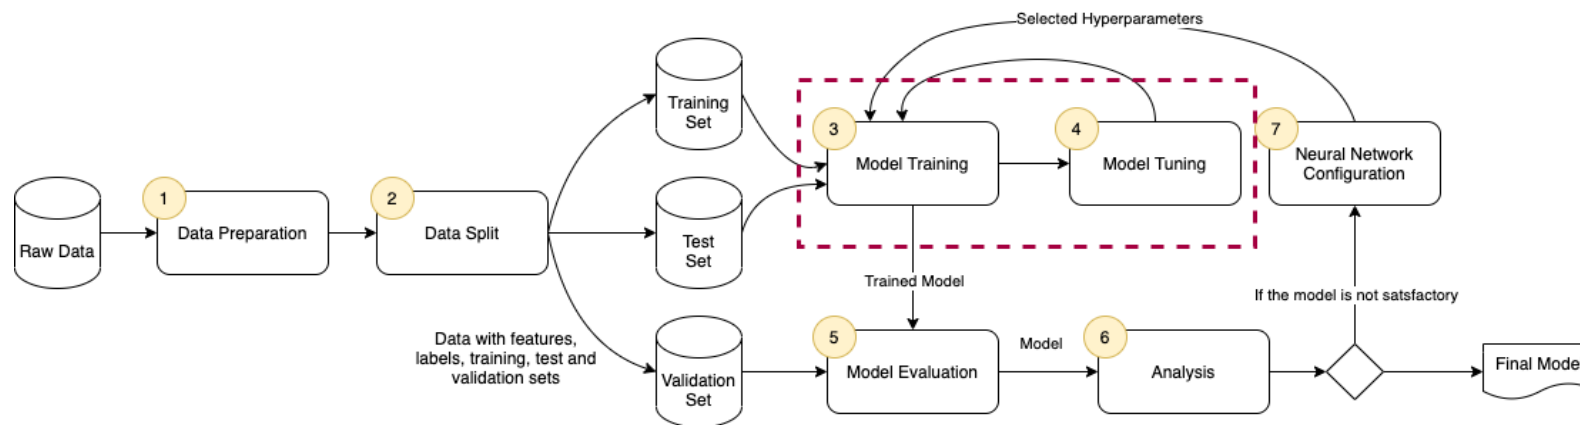 Selected Hyperparameters
Training
Set
3
Model Training
4
Model Tuning
7
Neural Network
Configuration
Raw Data
1
Data Preparation
2
Data Split
Test
Set
Trained Model
If the model is not satsfactory
Data with features,
labels, training, test and
validation sets
Validation
Set
5
Model Evaluation
Model
6
Analysis
Final Mode